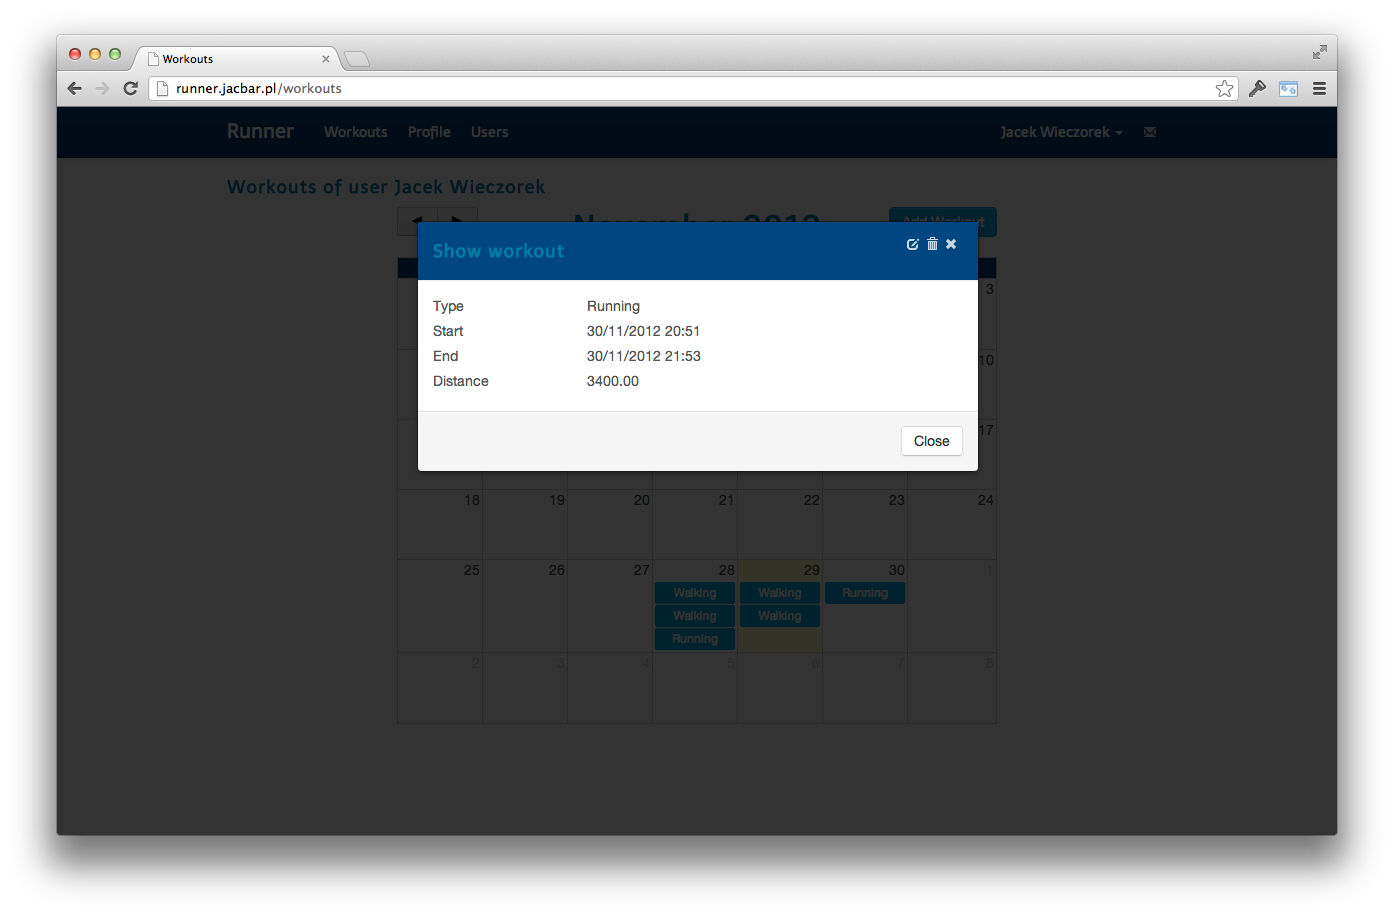 Workouts
runner.jacbar.pl/workouts
Runner Workouts Profile Users Jacek Wieczorek
Workouts of user Jacek Wieczorek
November 2013 Add Workout
Show workout
Type Running
Start 30/11/2012 20:51
End 30/11/2012 21:53
Distance 3400.00
Close
3
10
17
18 19 20 21 22 23 24
25 26 27 28 29 30 1
Walking Walking Running
Walking Walking
Running
2 3 4 5 6 7 8